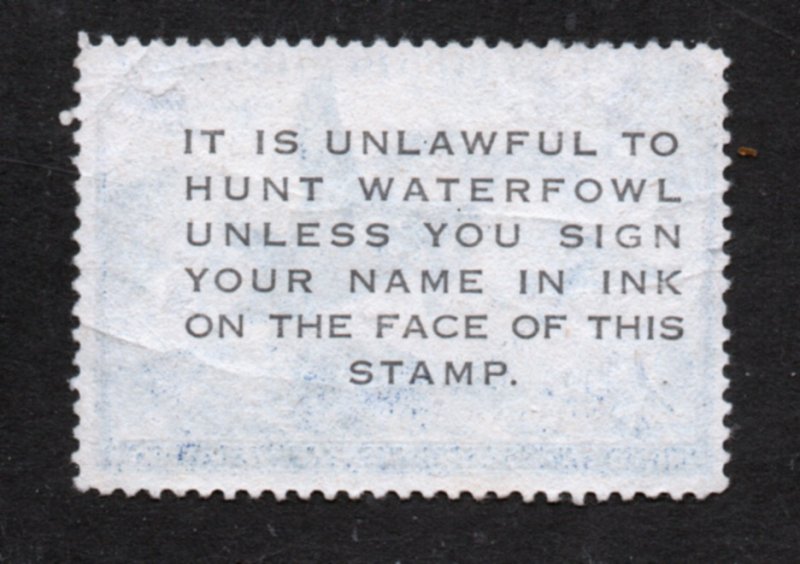 IT IS UNLAWFUL TO
HUNT WATERFOWL
UNLESS YOU SIGN
YOUR NAME IN INK
ON THE FACE OF THIS
STAMP.